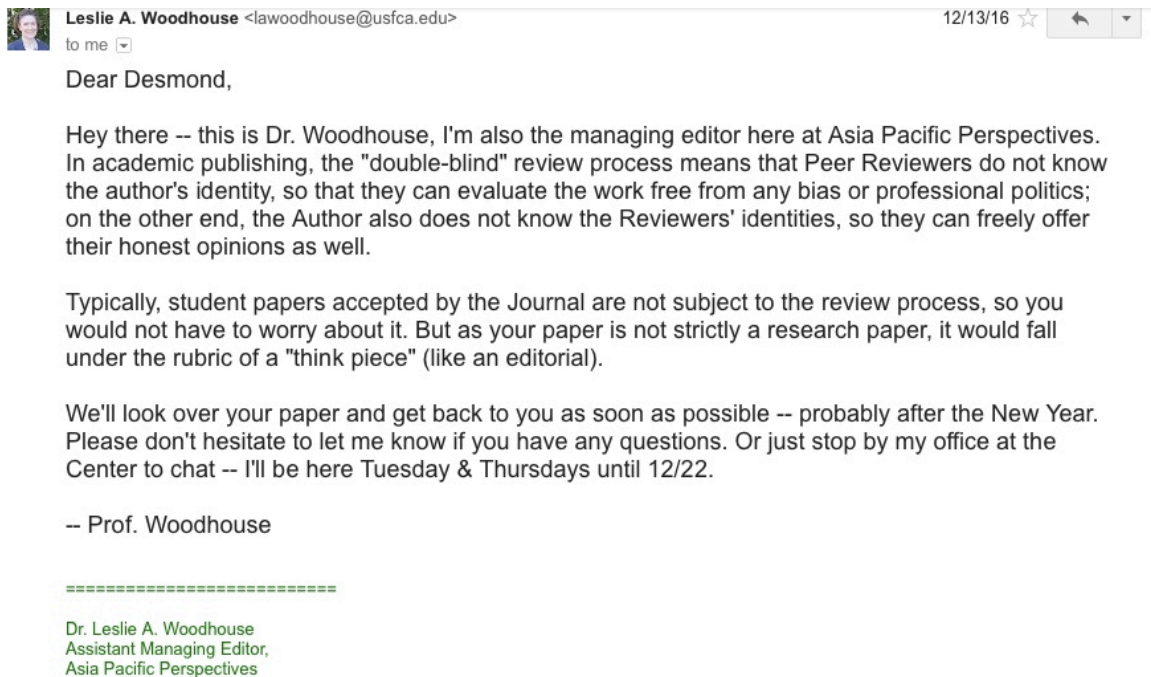 Leslie A. Woodhouse <lawoodhouse@usfca.edu>
12/13/16
to me
Dear Desmond,
Hey there -- this is Dr. Woodhouse, I'm also the managing editor here at Asia Pacific Perspectives.
In academic publishing, the "double-blind" review process means that Peer Reviewers do not know
the author's identity, so that they can evaluate the work free from any bias or professional politics;
on the other end, the Author also does not know the Reviewers' identities, so they can freely offer
their honest opinions as well.
Typically, student papers accepted by the Journal are not subject to the review process, so you
would not have to worry about it. But as your paper is not strictly a research paper, it would fall
under the rubric of a "think piece" (like an editorial).
We'll look over your paper and get back to you as soon as possible -- probably after the New Year.
Please don't hesitate to let me know if you have any questions. Or just stop by my office at the
Center to chat -- I'll be here Tuesday & Thursdays until 12/22.
-- Prof. Woodhouse
===========================
Dr. Leslie A. Woodhouse
Assistant Managing Editor,
Asia Pacific Perspectives